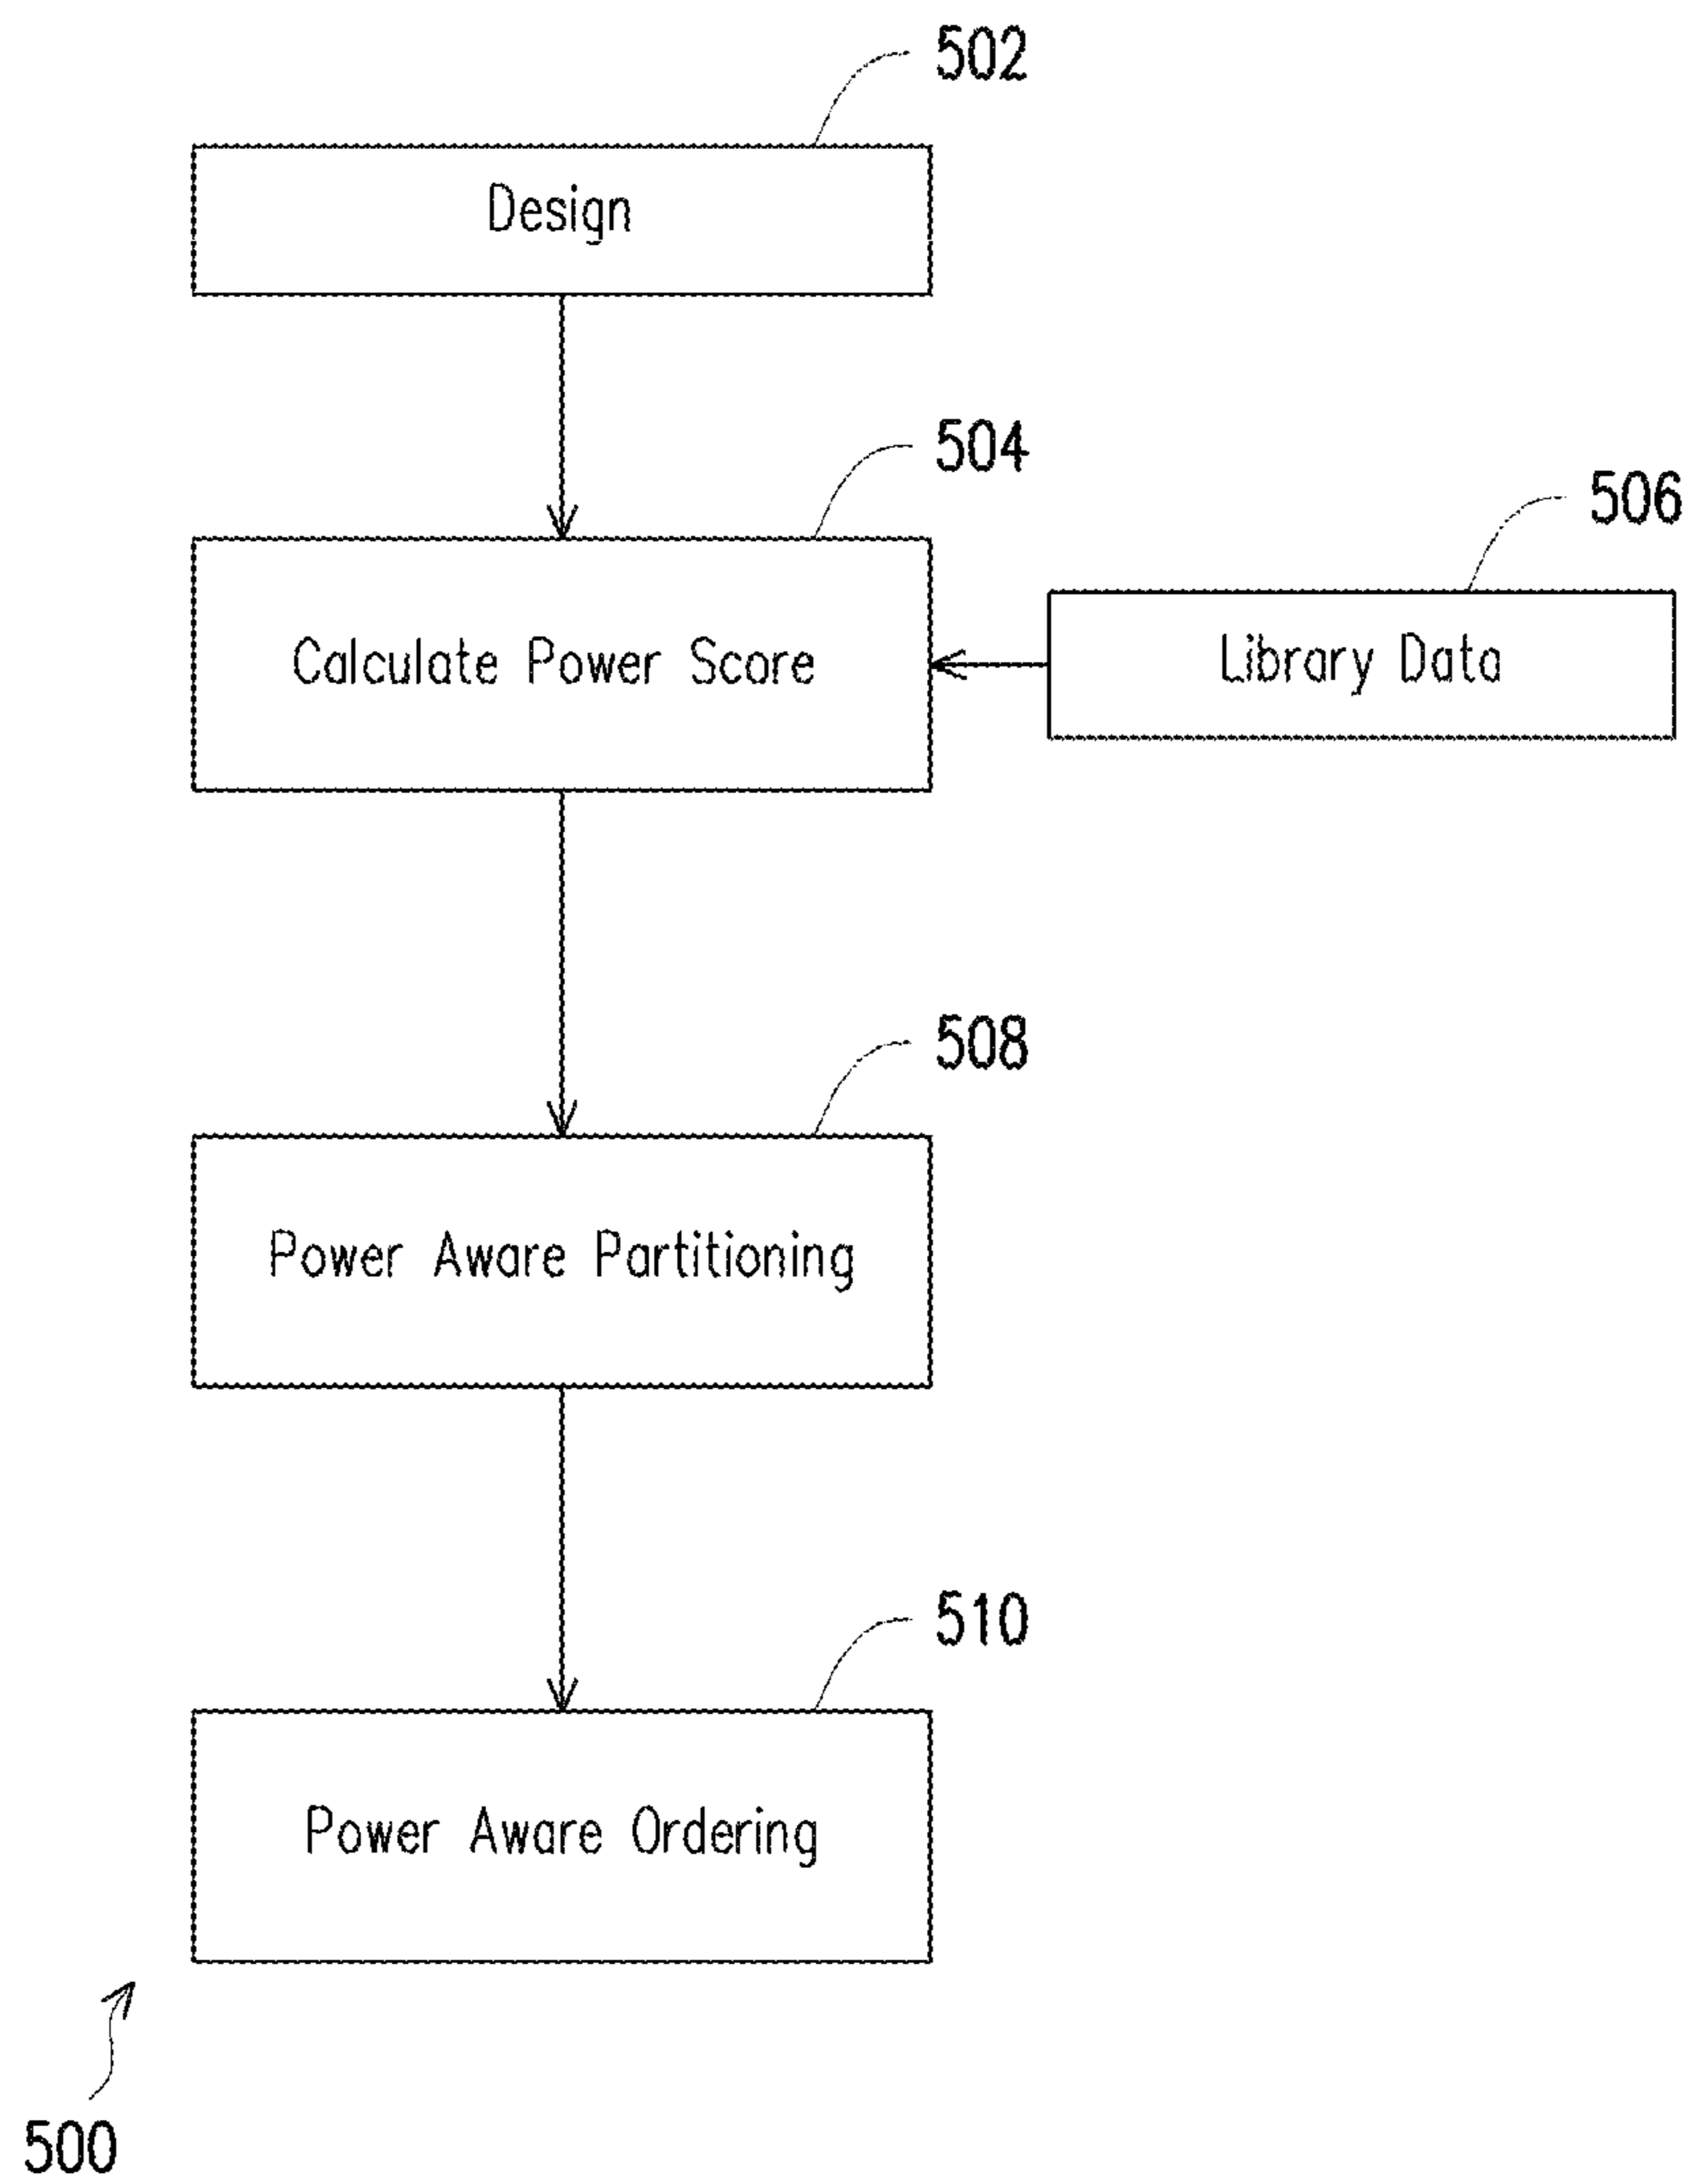 502
Design
504
506
Calculate Power Score
Library Data
508
Power Aware Partitioning
510
Power Aware Ordering
500